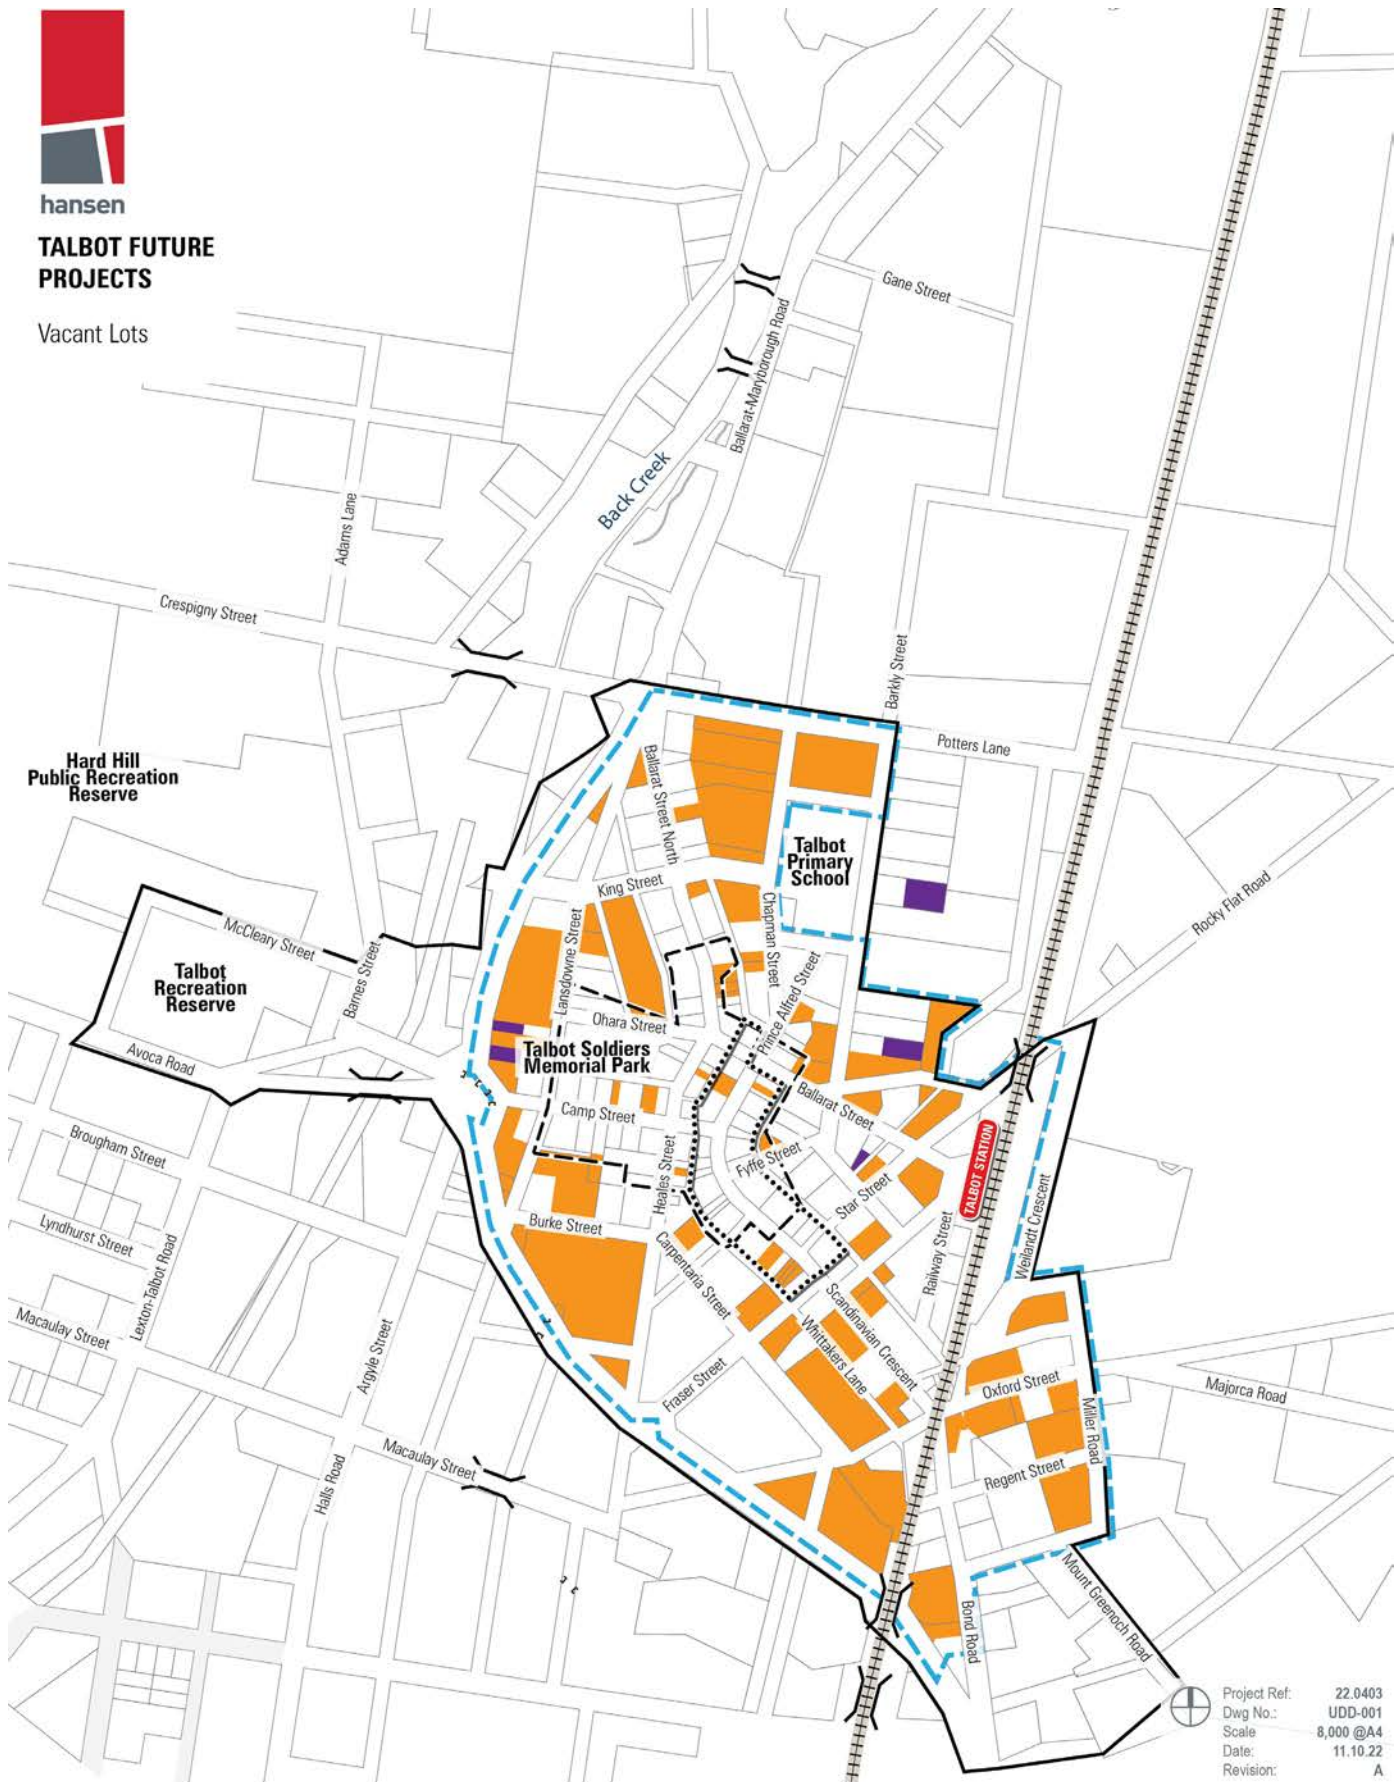 hansen
TALBOT FUTURE
PROJECTS
Vacant Lots
Gane Street
Ballarat-Maryborough Road
Back Creek
Adams Lane
Crespigny Street
Barkly Street
Potters Lane
Hard Hill
Public Recreation
Reserve
Ballarat Street North
Talbot
Primary
School
King Street
Chapman Street
Rocky Flat Road
McCleary Street
Lansdowne Street
Barnes Street
Talbot
Recreation
Reserve
Prince Alfred Street
Ohara Street
Talbot Soldiers
Memorial Park
Avoca Road
Ballarat Street
Camp Street
Brougham Street
Heales Street
Fyffe Street
TALBOT STATION
Star Street
Lyndhurst Street
Lexton-Talbot Road
Burke Street
Carpentaria Street
Railway Street
Weilandt Crescent
Macaulay Street
Argyle Street
Scandinavian Crescent
Whittakers Lane
Fraser Street
Oxford Street
Miller Road
Majorca Road
Halls Road
Macaulay Street
Regent Street
Bond Road
Mount Greenoch Road
Project Ref: 22.0403
Dwg No.: UDD-001
Scale 8,000 @A4
Date: 11.10.22
Revision: A